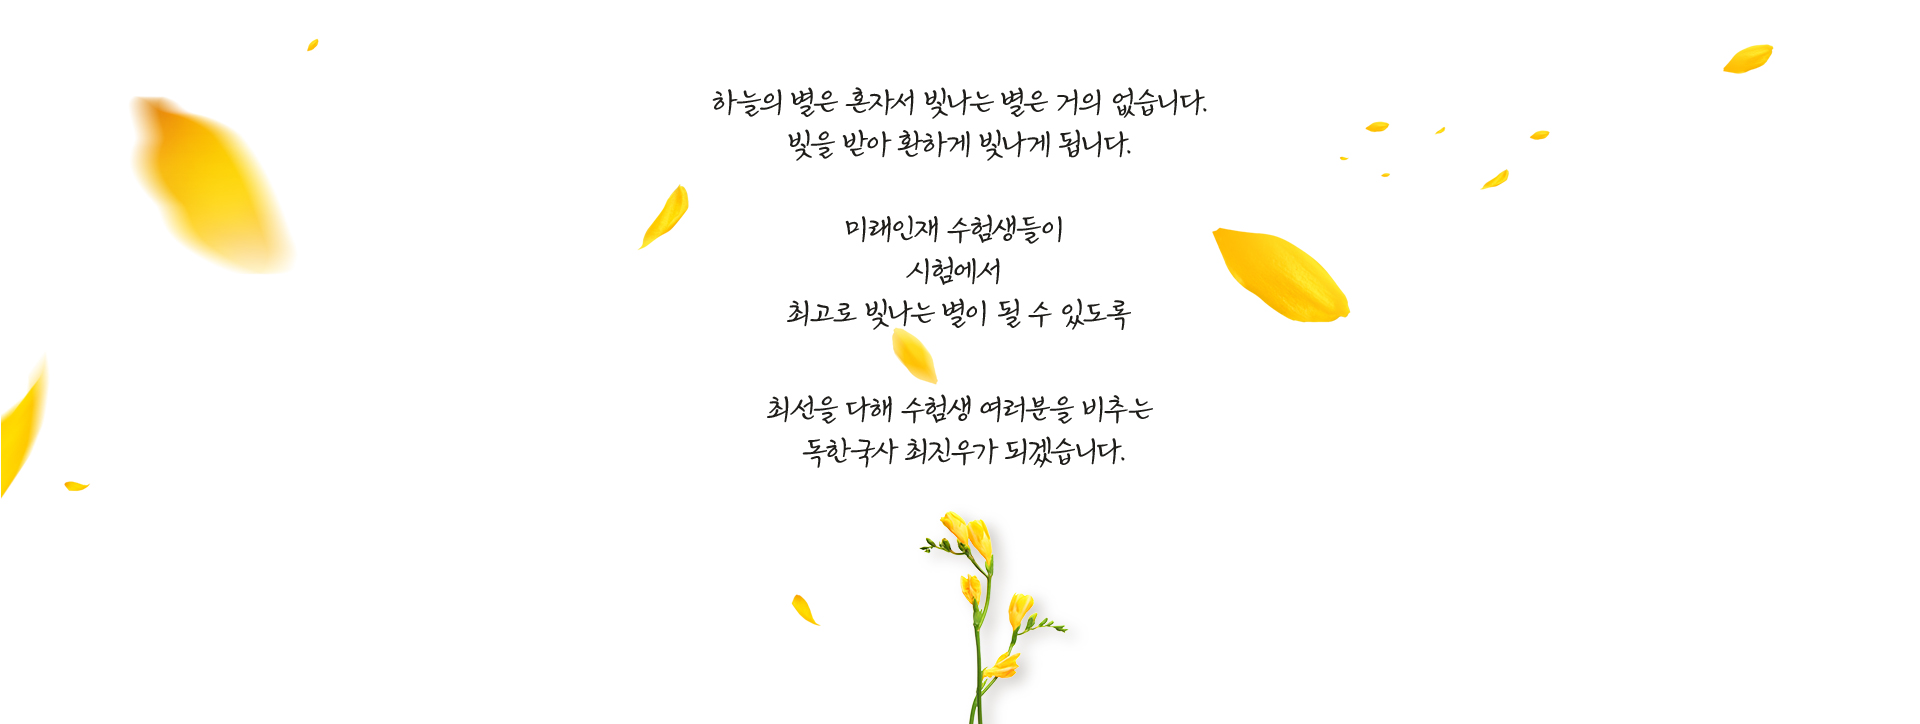 하늘의 별은 혼자서 빛나는 별은 거의 없습니다.
빛을 받아 환하게 빛나게 됩니다.
미래인재 수험생들이
시험에서
최고로 빛나는 별이 될 수 있도록
최선을 다해 수험생 여러분을 비추는
독한국사 최진우가 되겠습니다.